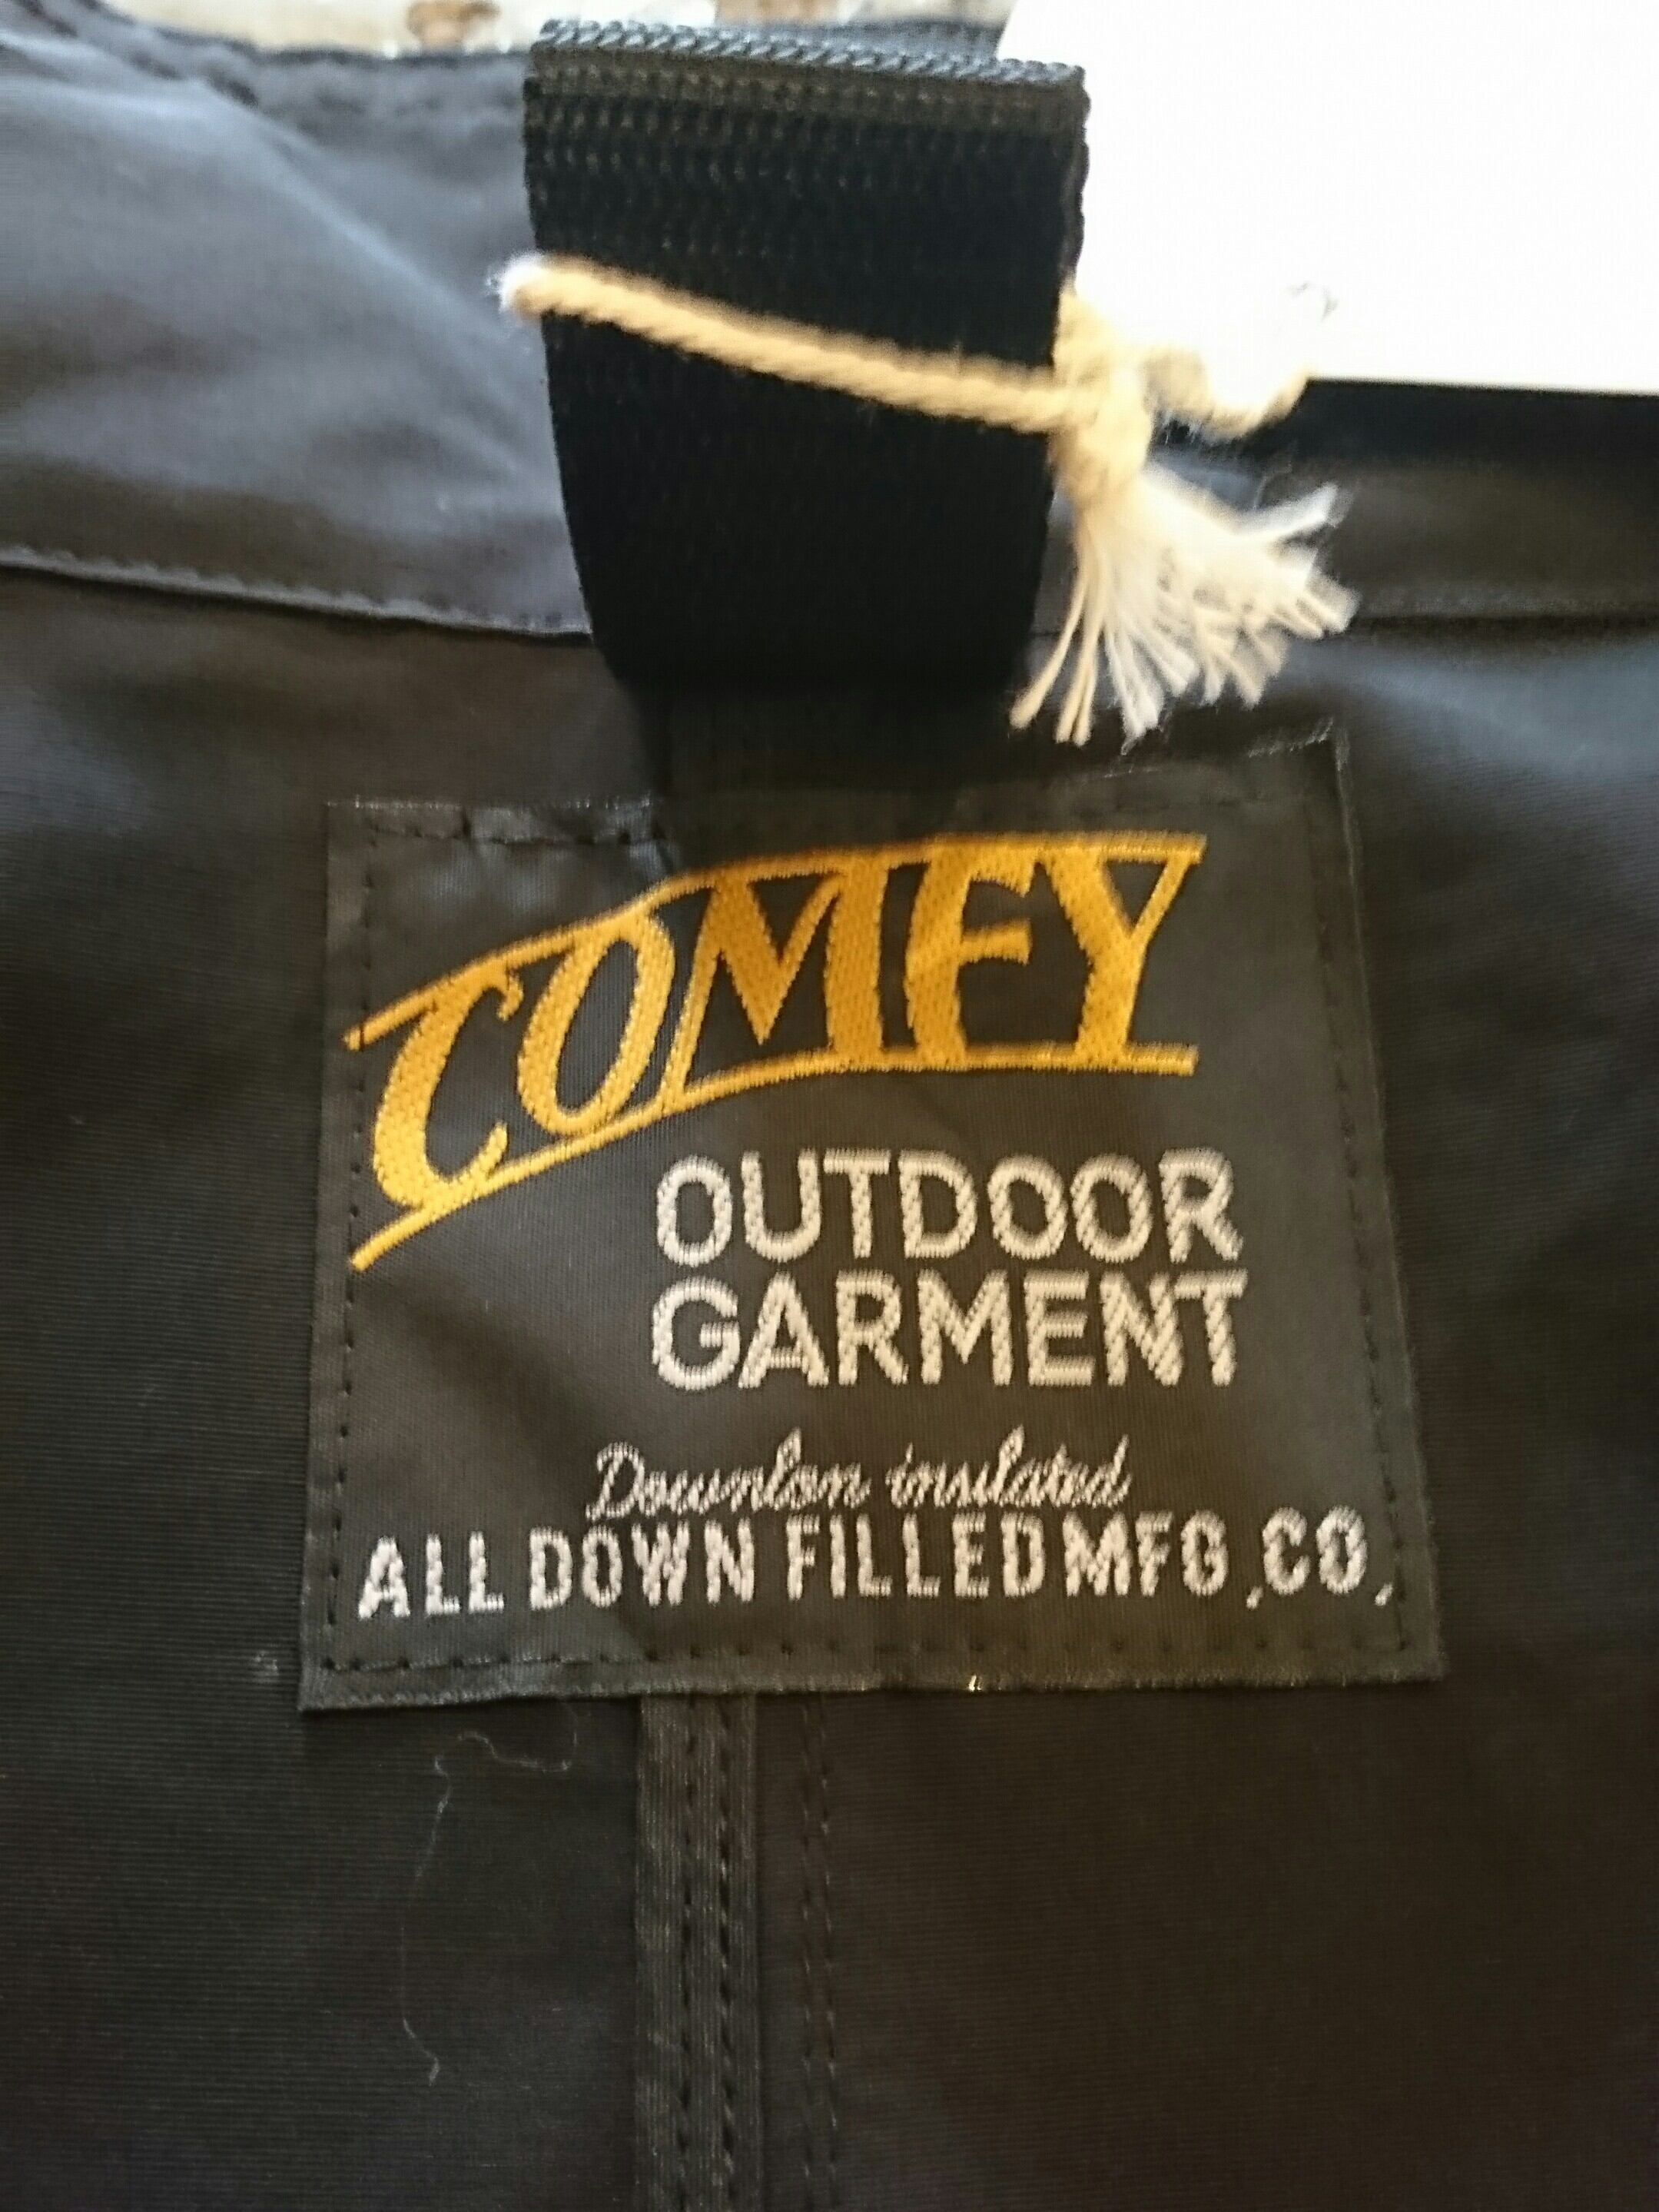 COMFY
OUTDOOR
GARMENT
Downlon insulated
ALL DOWN FILLED MFG,CO,